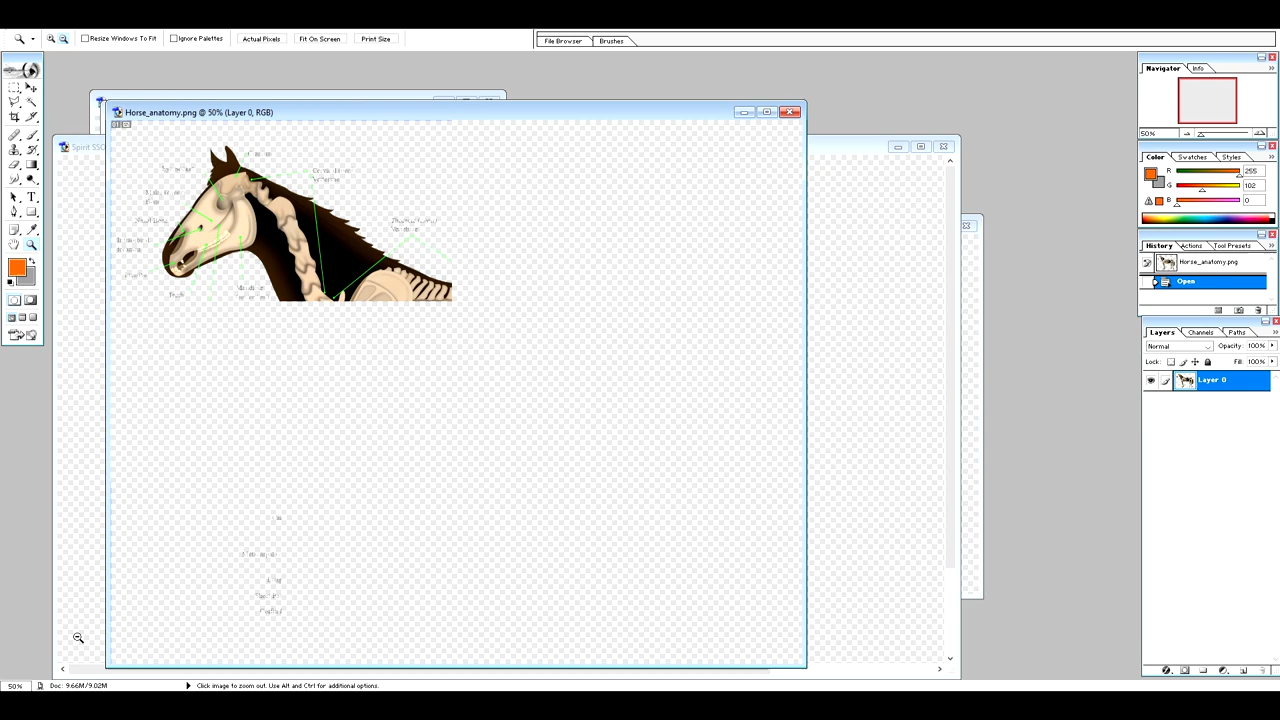 Resize Windows To Fit
Ignore Palettes
Actual Pixels
Fit On Screen
Print Size
File Browser
Brushes
Navigator
Info
50%
Horse_anatomy.png @ 50% (Layer 0, RGB)
Spirit SSO
Color
Swatches
Styles
R
255
G
102
B
0
History
Actions
Tool Presets
Horse_anatomy.png
Open
Layers
Channels
Paths
Normal
Opacity: 100%
Lock:
Fill: 100%
Layer 0
50%
Doc: 9.66M/9.02M
Click image to zoom out. Use Alt and Ctrl for additional options.